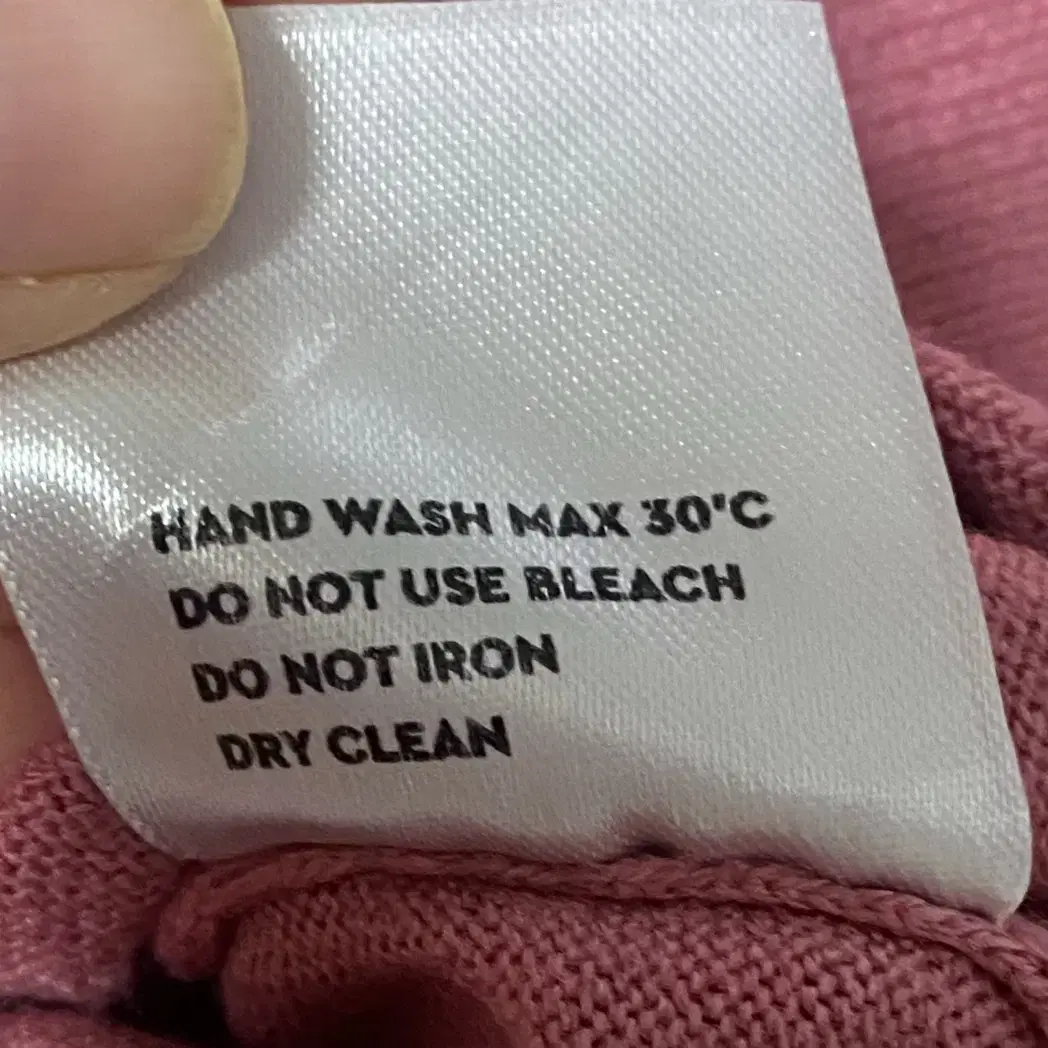 HAND WASH MAX 30'C
DO NOT USE BLEACH
DO NOT IRON
DRY CLEAN